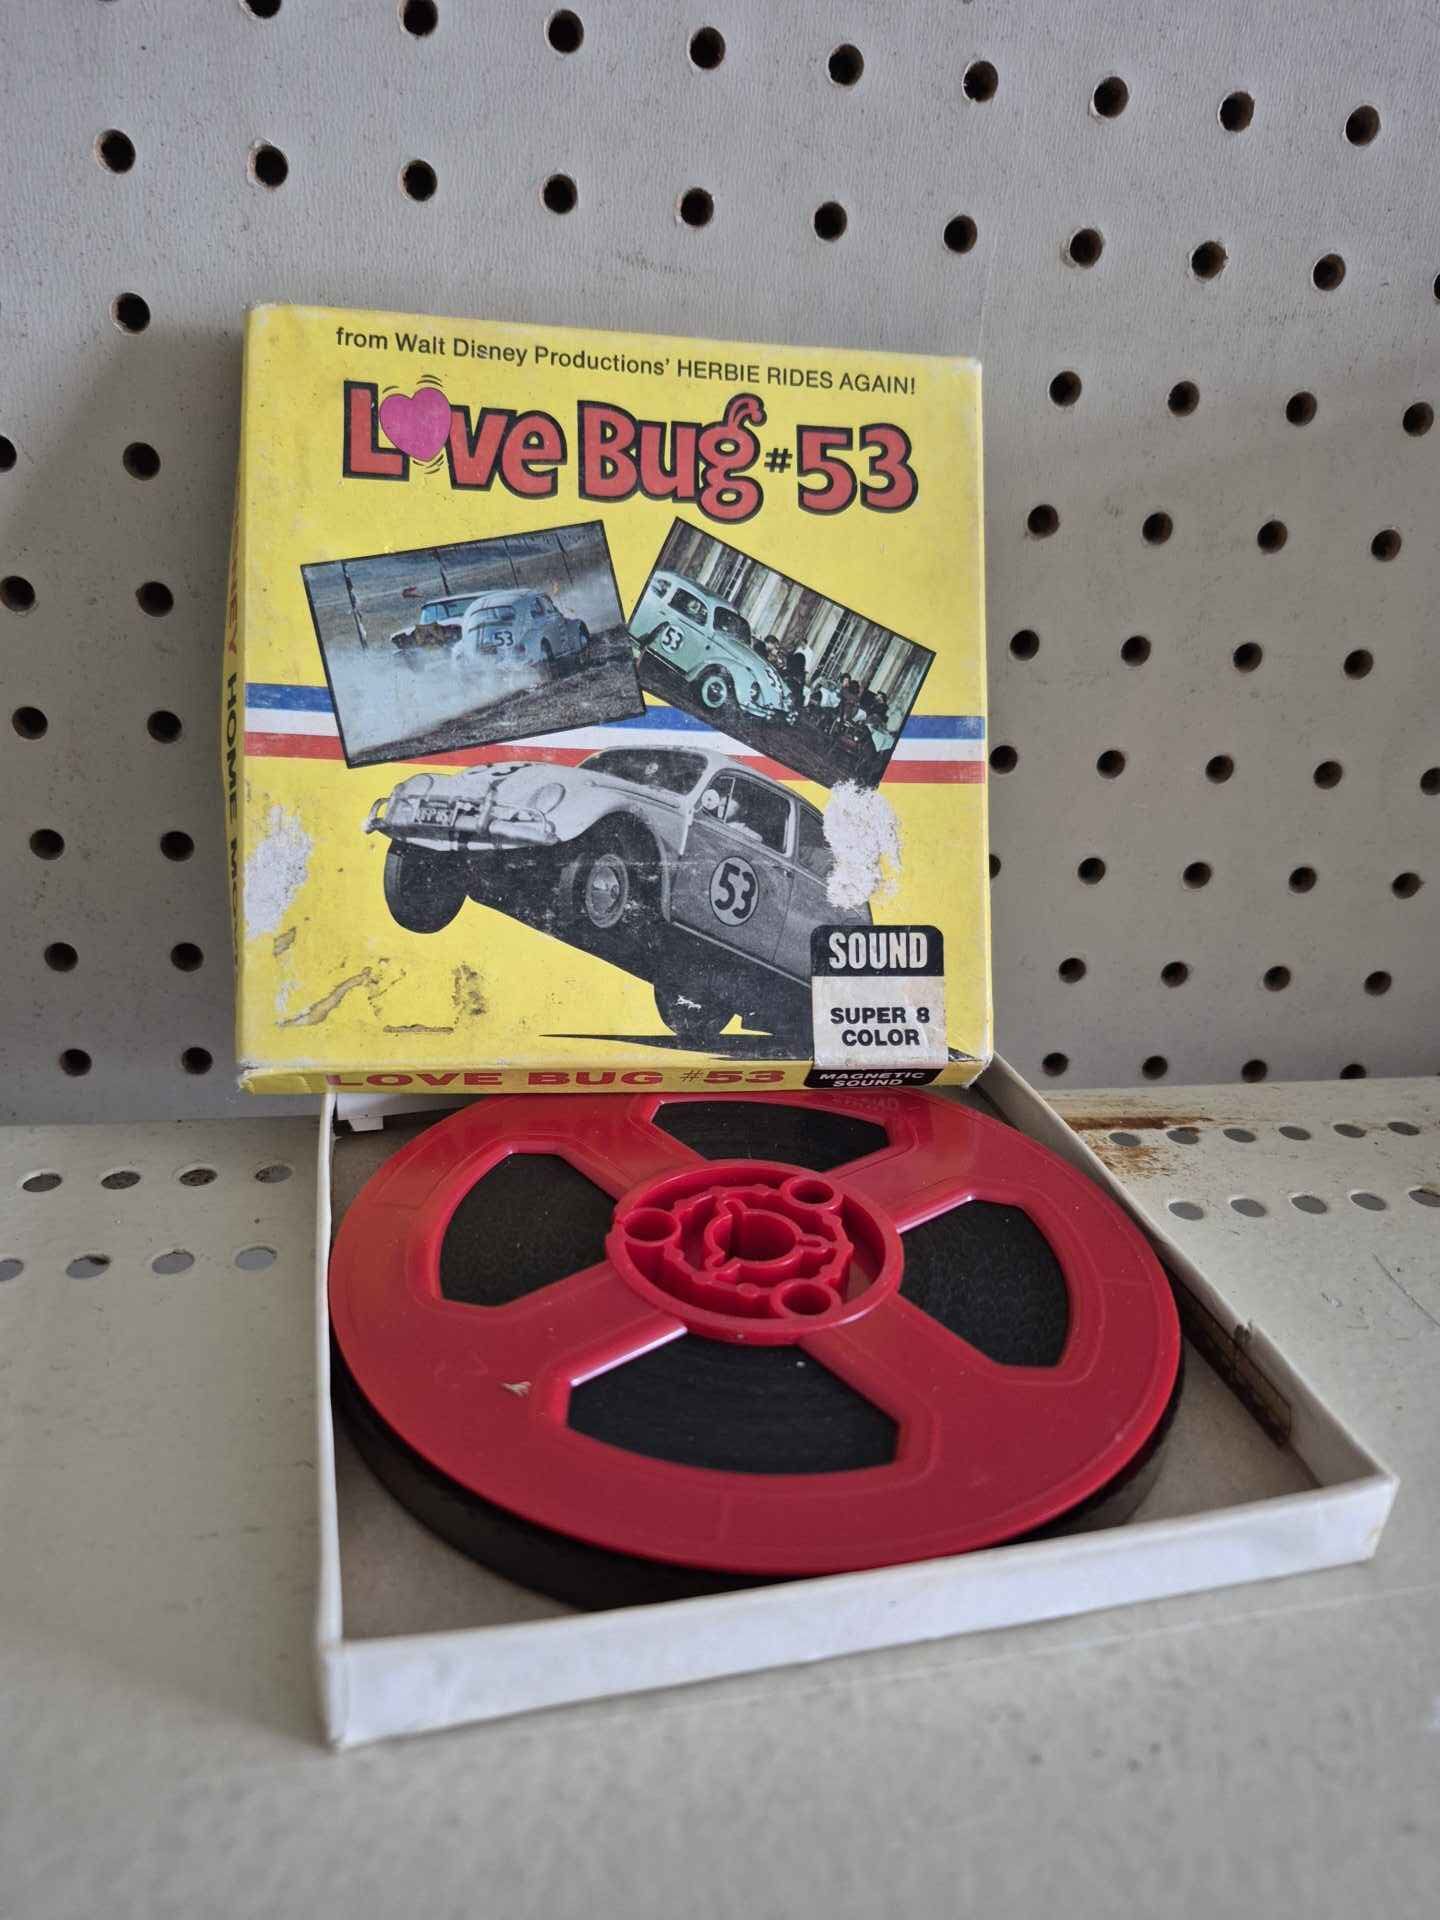 from Walt Disney Productions' HERBIE RIDES AGAIN!
Love Bug #53
53
53
53
53
SOUND
SUPER 8
COLOR
LOVE BUG #53
MAGNETIC
SOUND
HOME